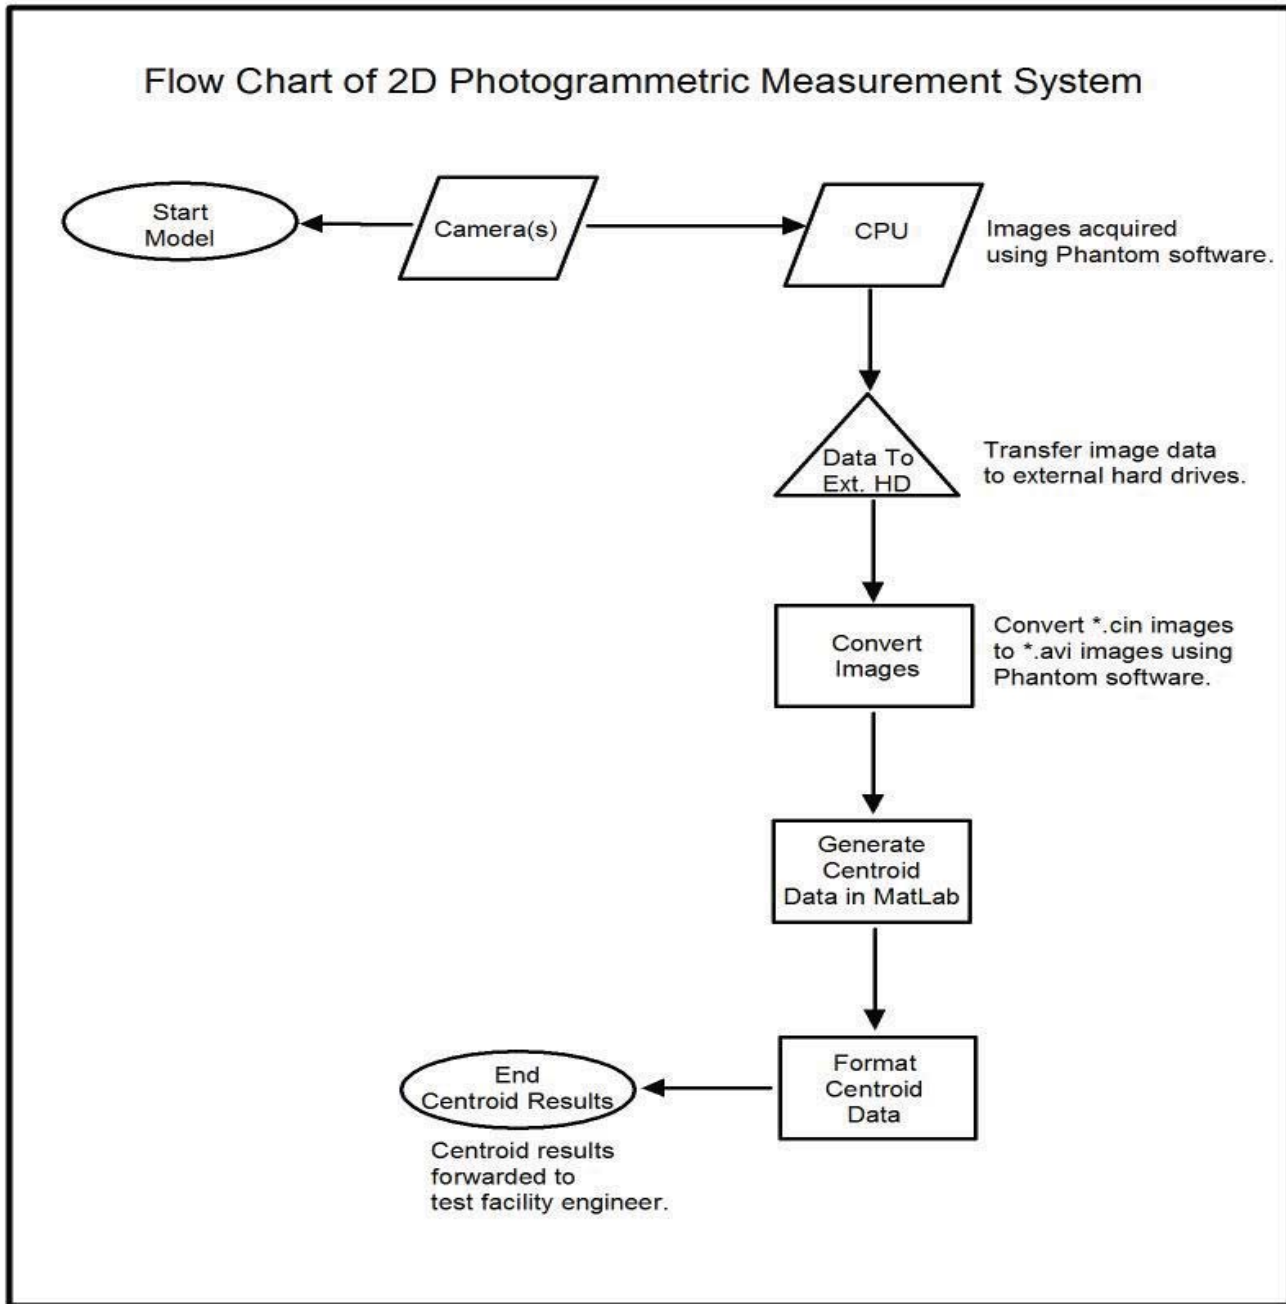 Flow Chart of 2D Photogrammetric Measurement System
Start
Model
Camera(s)
CPU
Images acquired
using Phantom software.
Data To
Ext. HD
Transfer image data
to external hard drives.
Convert
Images
Convert *.cin images
to *.avi images using
Phantom software.
Generate
Centroid
Data in MatLab
Format
Centroid
Data
End
Centroid Results
Centroid results
forwarded to
test facility engineer.